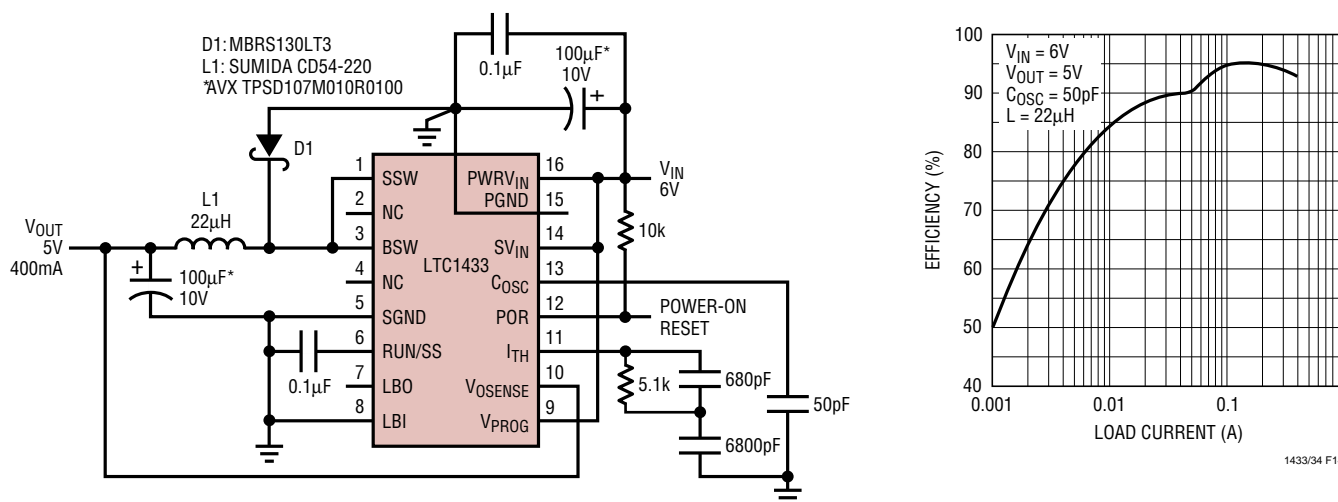 D1: MBRS130LT3
L1: SUMIDA CD54-220
*AVX TPSD107M010R0100
0.1µF
100µF*
10V
+
D1
L1
22µH
VOUT
5V
400mA
+
100µF*
10V
0.1µF
1
SSW
2
NC
3
BSW
4
NC
5
SGND
6
RUN/SS
7
LBO
8
LBI
LTC1433
16
PWRVIN
15
PGND
14
SVIN
13
COSC
12
POR
11
ITH
10
VOSENSE
9
VPROG
VIN
6V
10k
POWER-ON
RESET
5.1k
680pF
6800pF
50pF
100
90
80
70
60
50
40
EFFICIENCY (%)
VIN = 6V
VOUT = 5V
COSC = 50pF
L = 22µH
0.001
0.01
0.1
LOAD CURRENT (A)